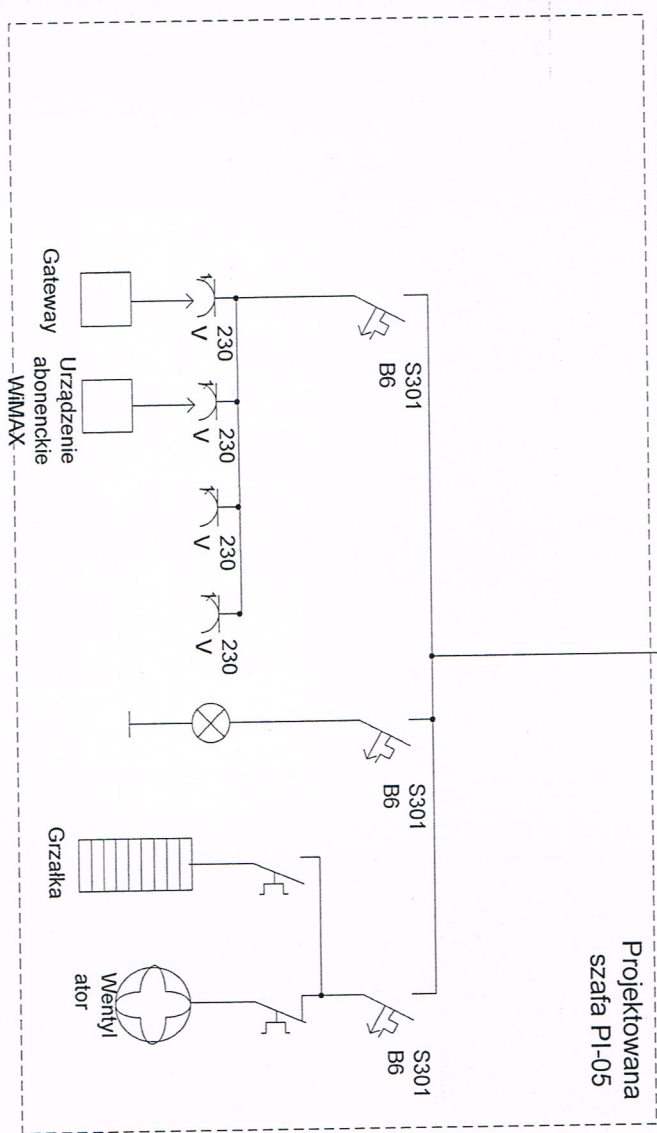 Projektowana
szafa PI-05
S301
B6
S301
B6
S301
B6
230
V
230
V
230
V
230
V
Gateway
Urządzenie
abonenckie
WiMAX
Grzałka
Wentyl
ator